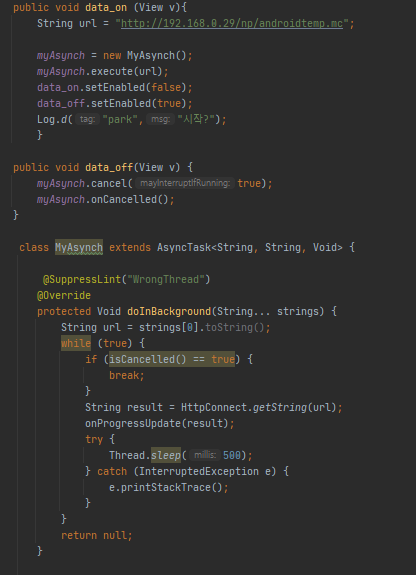 public void data_on (View v){
String url = "http://192.168.0.29/np/androidtemp.mc";
myAsynch = new MyAsynch();
myAsynch.execute(url);
data_on.setEnabled(false);
data_off.setEnabled(true);
Log.d( tag: "park", msg: "시작?");
}
public void data_off(View v) {
myAsynch.cancel( mayInterruptIfRunning: true);
myAsynch.onCancelled();
}
class MyAsynch extends AsyncTask<String, String, Void> {
@SuppressLint("WrongThread")
@Override
protected Void doInBackground(String... strings) {
String url = strings[0].toString();
while (true) {
if (isCancelled() == true) {
break;
}
String result = HttpConnect.getString(url);
onProgressUpdate(result);
try {
Thread.sleep( millis: 500);
} catch (InterruptedException e) {
e.printStackTrace();
}
}
return null;
}